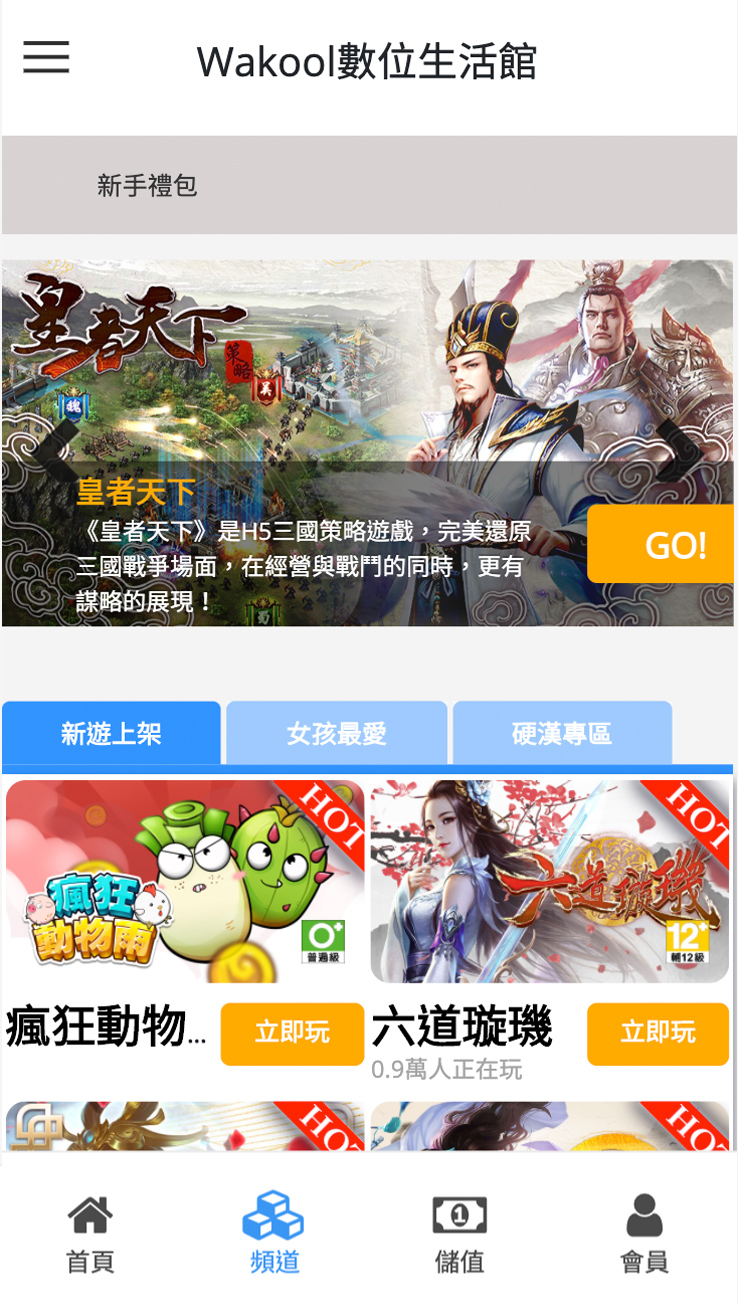 Wakool數位生活館
新手禮包
皇者天下
策略
吳
魏
皇者天下
《皇者天下》是H5三國策略遊戲，完美還原
三國戰爭場面，在經營與戰鬥的同時，更有
謀略的展現！
GO!
蜀
新遊上架
女孩最愛
硬漢專區
HOT
瘋狂
動物雨
0+
普遍級
HOT
六道璇璣
12+
輔12級
瘋狂動物...
立即玩
六道璇璣
立即玩
0.9萬人正在玩
HOT
HOT
首頁
頻道
儲值
會員